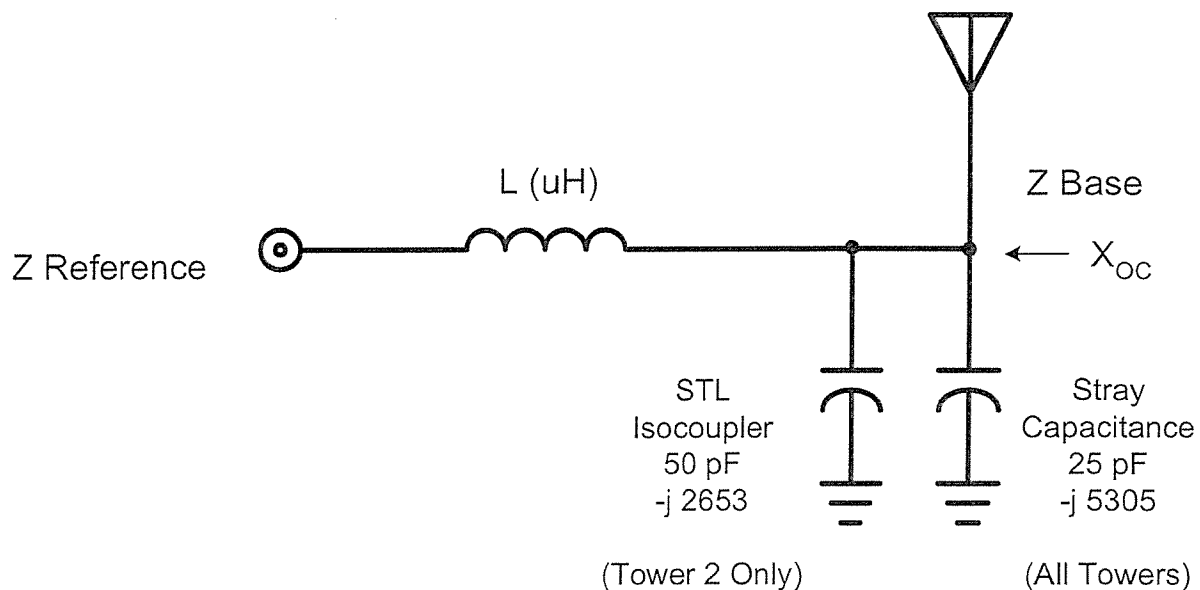 L (uH)
Z Base
Z Reference
X_OC
STL
Isocoupler
50 pF
-j 2653
Stray
Capacitance
25 pF
-j 5305
(Tower 2 Only)
(All Towers)